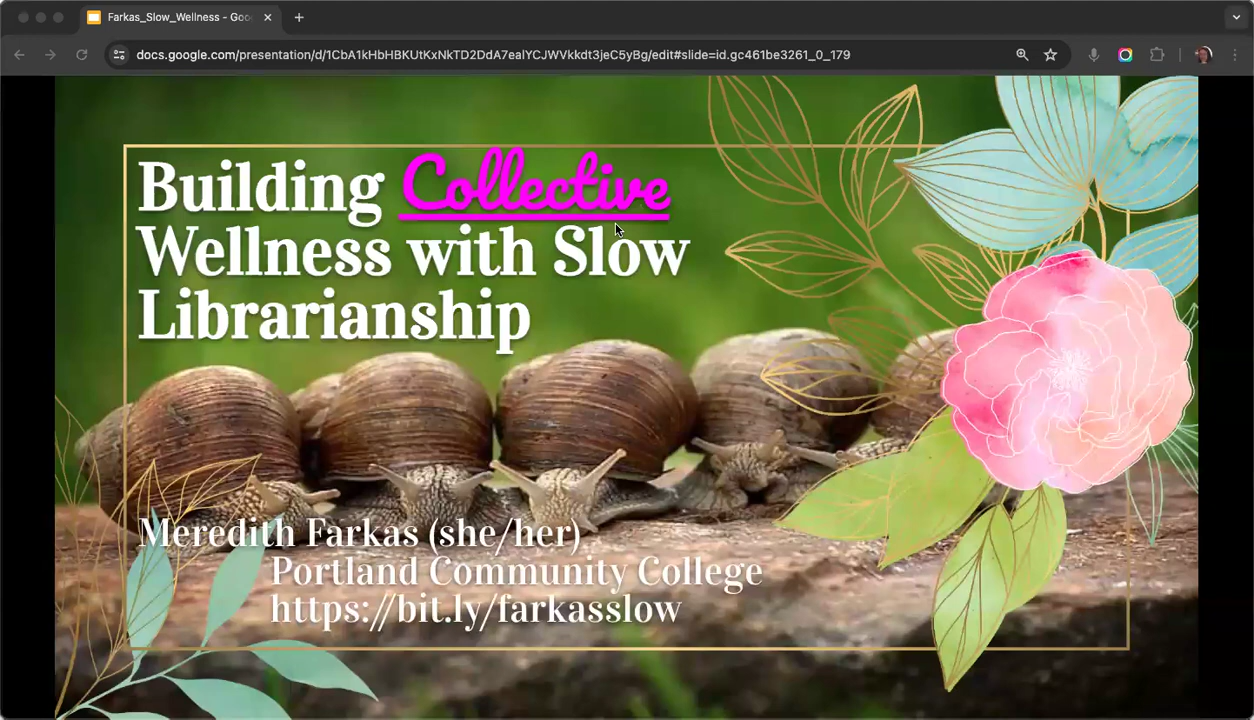 Farkas_Slow_Wellness - Goo
docs.google.com/presentation/d/1CbA1kHbHBKUtKxNkTD2DdA7ealYCJWVkkdt3jeC5yBg/edit#slide=id.gc461be3261_0_179
Building Collective
Wellness with Slow
Librarianship
Meredith Farkas (she/her)
Portland Community College
https://bit.ly/farkasslow